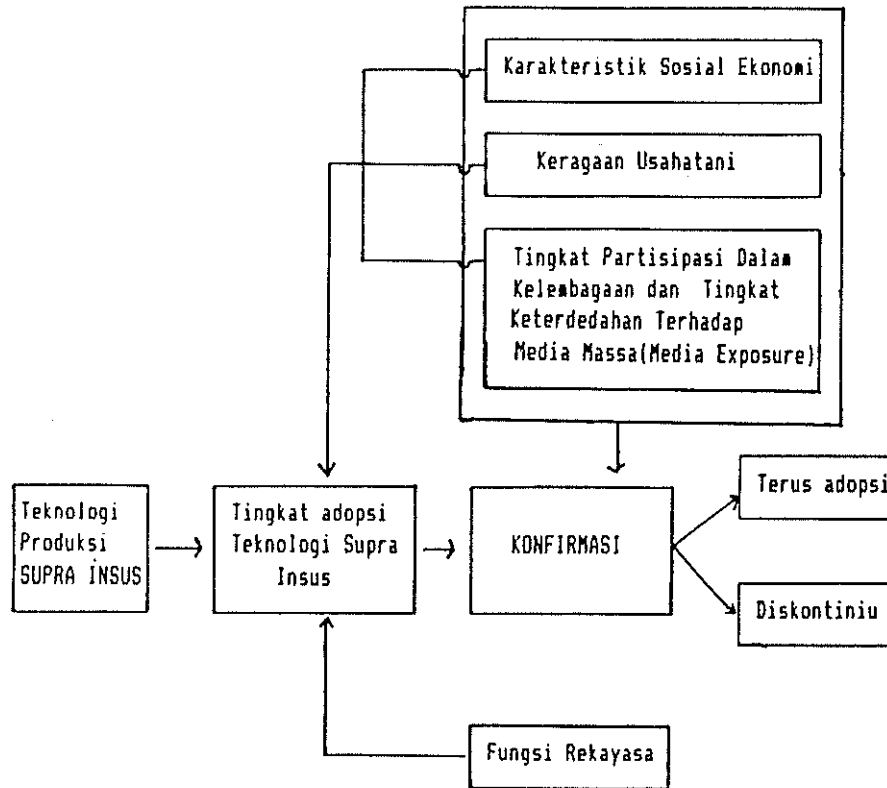 Karakteristik Sosial Ekonomi
Keragaan Usahatani
Tingkat Partisipasi Dalam
Kelembagaan dan Tingkat
Keterdedahan Terhadap
Media Massa(Media Exposure)
Teknologi
Produksi
SUPRA INSUS
Tingkat adopsi
Teknologi Supra
Insus
KONFIRMASI
Terus adopsi
Diskontiniu
Fungsi Rekayasa